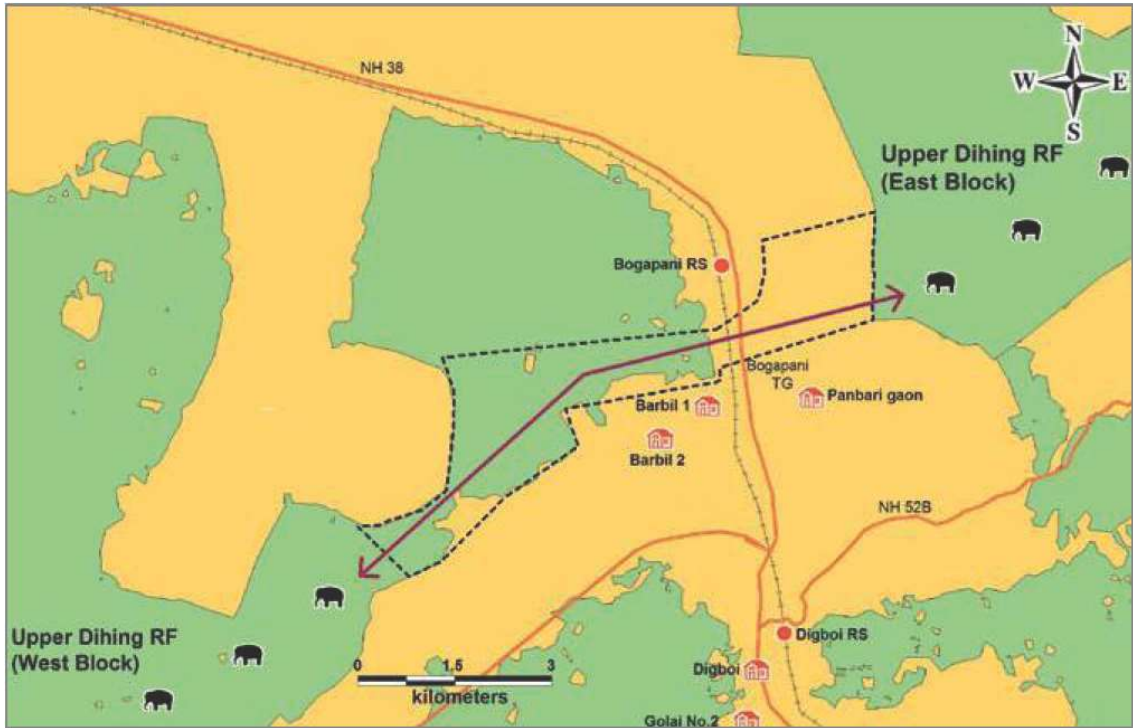 NH 38
N
W
E
S
Upper Dihing RF
(East Block)
Bogapani RS
Bogapani
TG
Panbari gaon
Barbil 1
Barbil 2
NH 52B
Upper Dihing RF
(West Block)
0
1.5
3
kilometers
Digboi RS
Digboi
Golai No.2